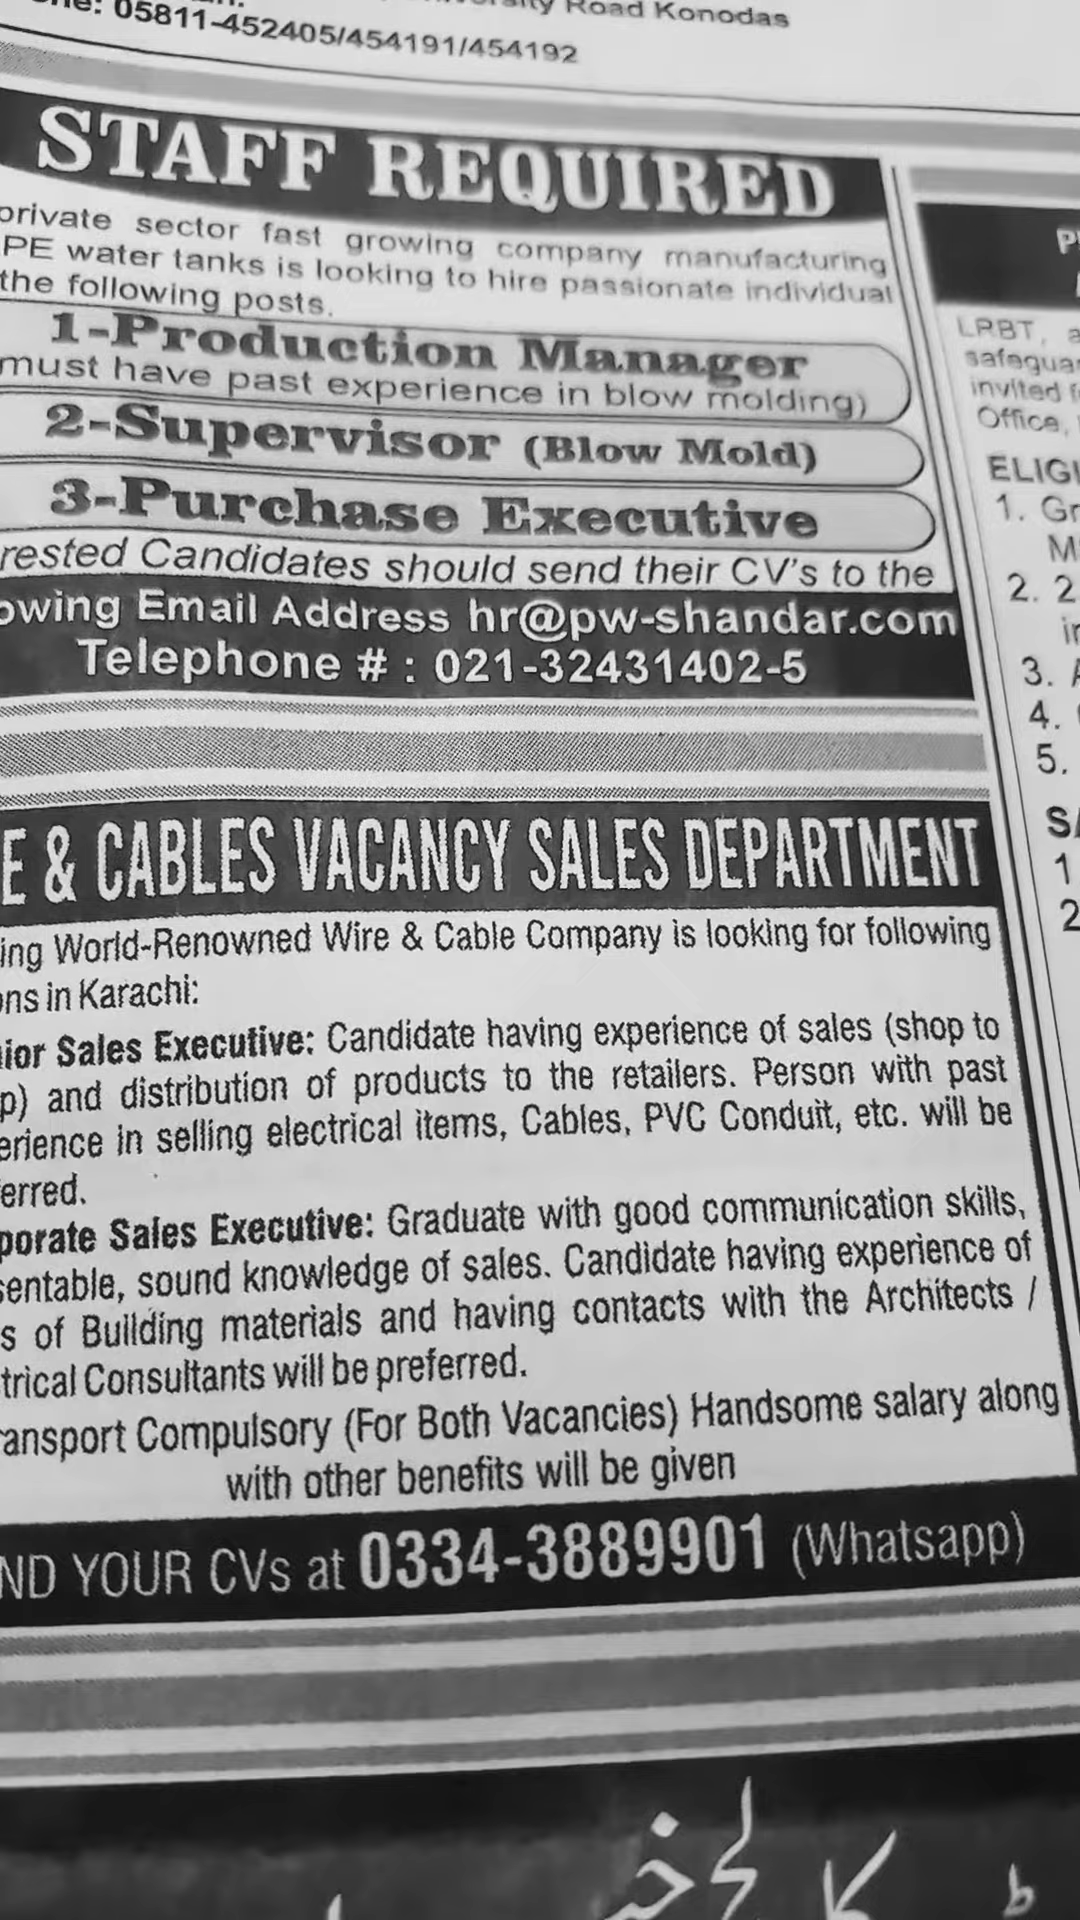 Road Konodas
05811-452405/454191/454192
STAFF REQUIRED
private sector fast growing company manufacturing
PE water tanks is looking to hire passionate individual
the following posts.
1-Production Manager
must have past experience in blow molding)
2-Supervisor (Blow Mold)
3-Purchase Executive
rested Candidates should send their CV's to the
owing Email Address hr@pw-shandar.com
Telephone # : 021-32431402-5
E & CABLES VACANCY SALES DEPARTMENT
ing World-Renowned Wire & Cable Company is looking for following
ons in Karachi:
ior Sales Executive: Candidate having experience of sales (shop to
p) and distribution of products to the retailers. Person with past
erience in selling electrical items, Cables, PVC Conduit, etc. will be
erred.
porate Sales Executive: Graduate with good communication skills,
sentable, sound knowledge of sales. Candidate having experience of
s of Building materials and having contacts with the Architects /
trical Consultants will be preferred.
ansport Compulsory (For Both Vacancies) Handsome salary along
with other benefits will be given
ND YOUR CVs at 0334-3889901 (Whatsapp)
LRBT, a
safeguar
invited f
Office,
ELIGI
1. Gr
M
2. 2
3. A
4.
5.
1
2